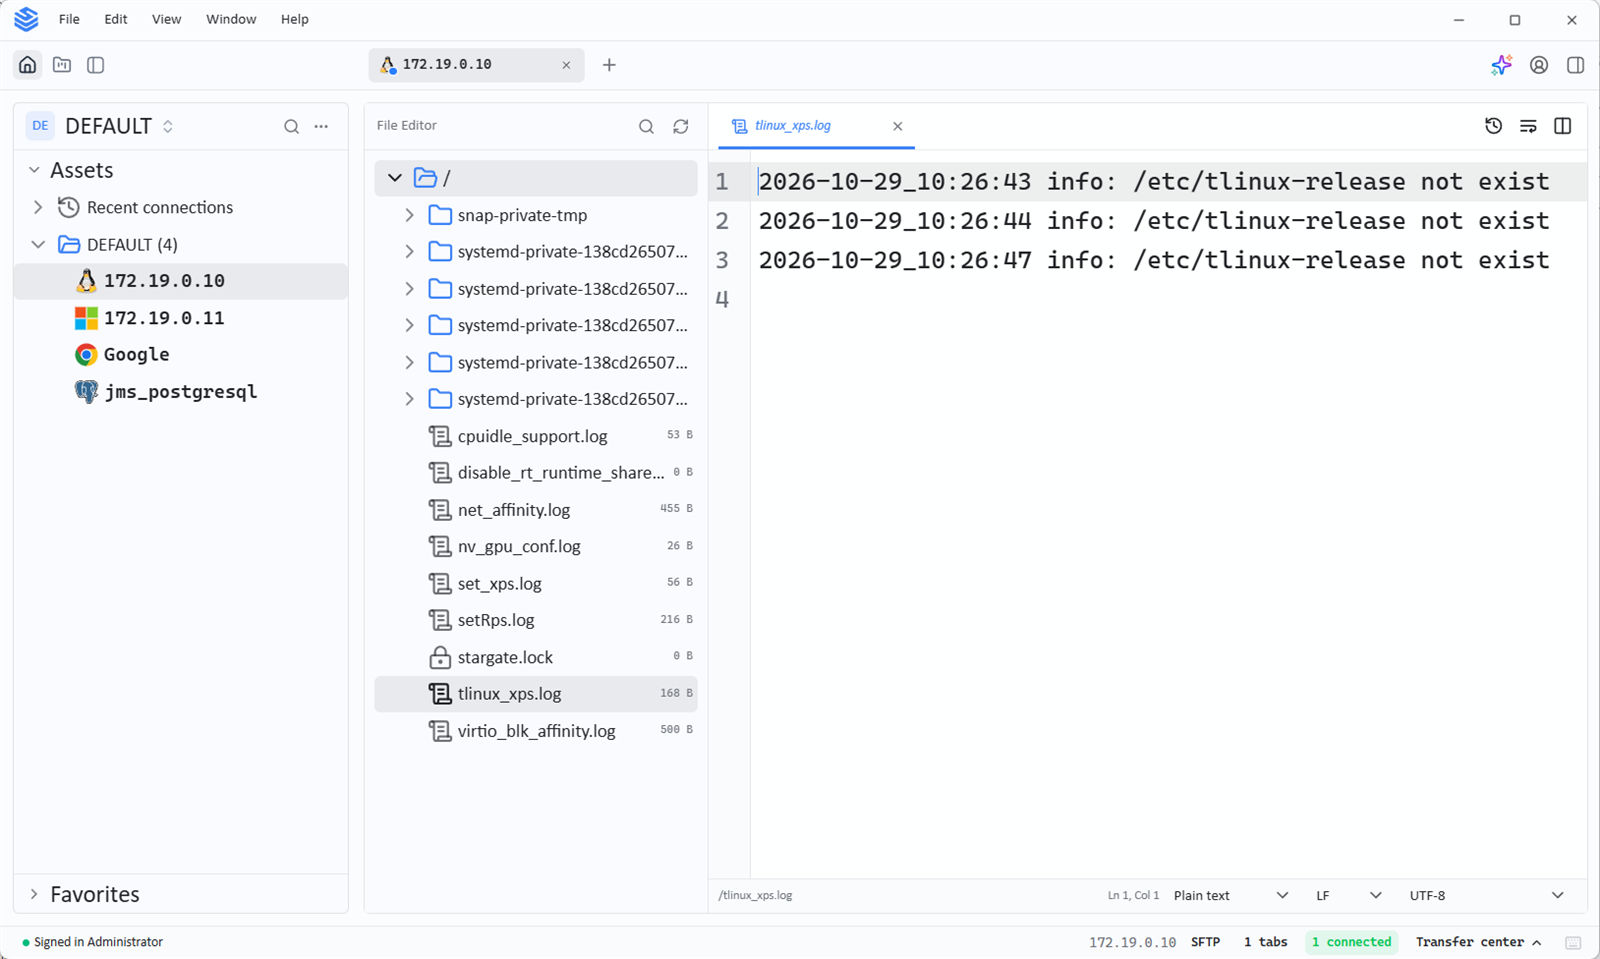 File Edit View Window Help
172.19.0.10
DE DEFAULT
Assets
Recent connections
DEFAULT (4)
172.19.0.10
172.19.0.11
Google
jms_postgresql
Favorites
File Editor
/
snap-private-tmp
systemd-private-138cd26507...
systemd-private-138cd26507...
systemd-private-138cd26507...
systemd-private-138cd26507...
systemd-private-138cd26507...
cpuidle_support.log 53 B
disable_rt_runtime_share... 0 B
net_affinity.log 455 B
nv_gpu_conf.log 26 B
set_xps.log 56 B
setRps.log 216 B
stargate.lock 0 B
tlinux_xps.log 168 B
virtio_blk_affinity.log 500 B
tlinux_xps.log
1 2026-10-29_10:26:43 info: /etc/tlinux-release not exist
2 2026-10-29_10:26:44 info: /etc/tlinux-release not exist
3 2026-10-29_10:26:47 info: /etc/tlinux-release not exist
4
/tlinux_xps.log Ln 1, Col 1 Plain text LF UTF-8
Signed in Administrator 172.19.0.10 SFTP 1 tabs 1 connected Transfer center